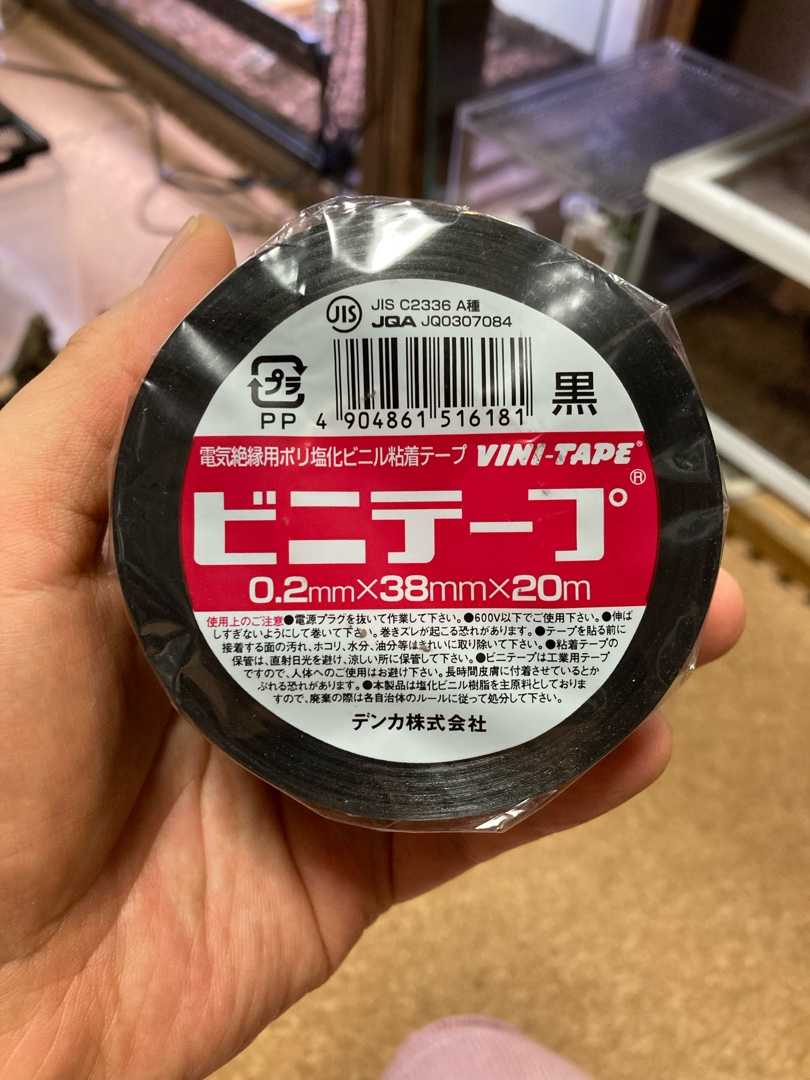 JIS
JIS C2336 A種
JQA JQ0307084
プラ
PP
4 904861 516181
黒
電気絶縁用ポリ塩化ビニル粘着テープ VINI-TAPE®
ビニテープ®
0.2mm×38mm×20m
使用上のご注意●電源プラグを抜いて作業して下さい。●600V以下でご使用下さい。●伸ば
しすぎないようにして巻いて下さい。巻きズレが起こる恐れがあります。●テープを貼る前に
接着する面の汚れ、ホコリ、水分、油分等はきれいに取り除いて下さい。●粘着テープの
保管は、直射日光を避け、涼しい所に保管して下さい。●ビニテープは工業用テープ
ですので、人体へのご使用はお避け下さい。長時間皮膚に付着させているとか
ぶれる恐れがあります。●本製品は塩化ビニル樹脂を主原料としておりま
すので、廃棄の際は各自治体のルールに従って処分して下さい。
デンカ株式会社